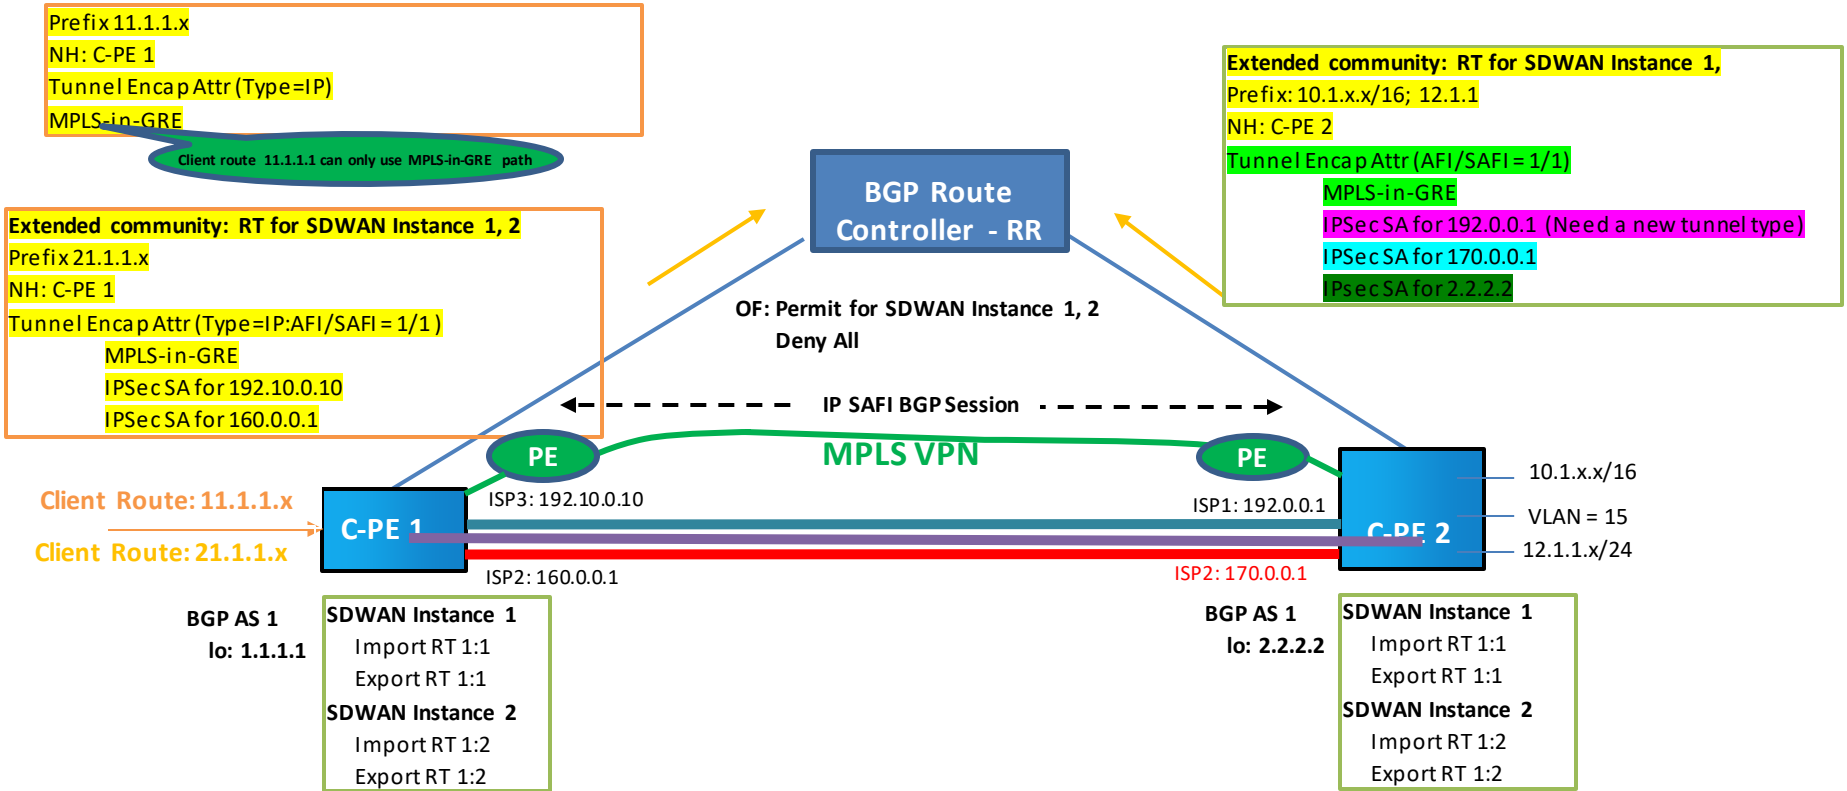 Prefix 11.1.1.x
NH: C-PE 1
Tunnel Encap Attr (Type=IP)
MPLS-in-GRE
Client route 11.1.1.1 can only use MPLS-in-GRE path
Extended community: RT for SDWAN Instance 1, 2
Prefix 21.1.1.x
NH: C-PE 1
Tunnel Encap Attr (Type=IP:AFI/SAFI = 1/1 )
MPLS-in-GRE
IPSec SA for 192.10.0.10
IPSec SA for 160.0.0.1
BGP Route
Controller - RR
Extended community: RT for SDWAN Instance 1,
Prefix: 10.1.x.x/16; 12.1.1
NH: C-PE 2
Tunnel Encap Attr (AFI/SAFI = 1/1)
MPLS-in-GRE
IPSec SA for 192.0.0.1 (Need a new tunnel type)
IPSec SA for 170.0.0.1
IPsec SA for 2.2.2.2
OF: Permit for SDWAN Instance 1, 2
Deny All
IP SAFI BGP Session
PE
MPLS VPN
PE
Client Route: 11.1.1.x
Client Route: 21.1.1.x
C-PE 1
ISP3: 192.10.0.10
ISP2: 160.0.0.1
ISP1: 192.0.0.1
ISP2: 170.0.0.1
C-PE 2
10.1.x.x/16
VLAN = 15
12.1.1.x/24
BGP AS 1
lo: 1.1.1.1
SDWAN Instance 1
Import RT 1:1
Export RT 1:1
SDWAN Instance 2
Import RT 1:2
Export RT 1:2
BGP AS 1
lo: 2.2.2.2
SDWAN Instance 1
Import RT 1:1
Export RT 1:1
SDWAN Instance 2
Import RT 1:2
Export RT 1:2